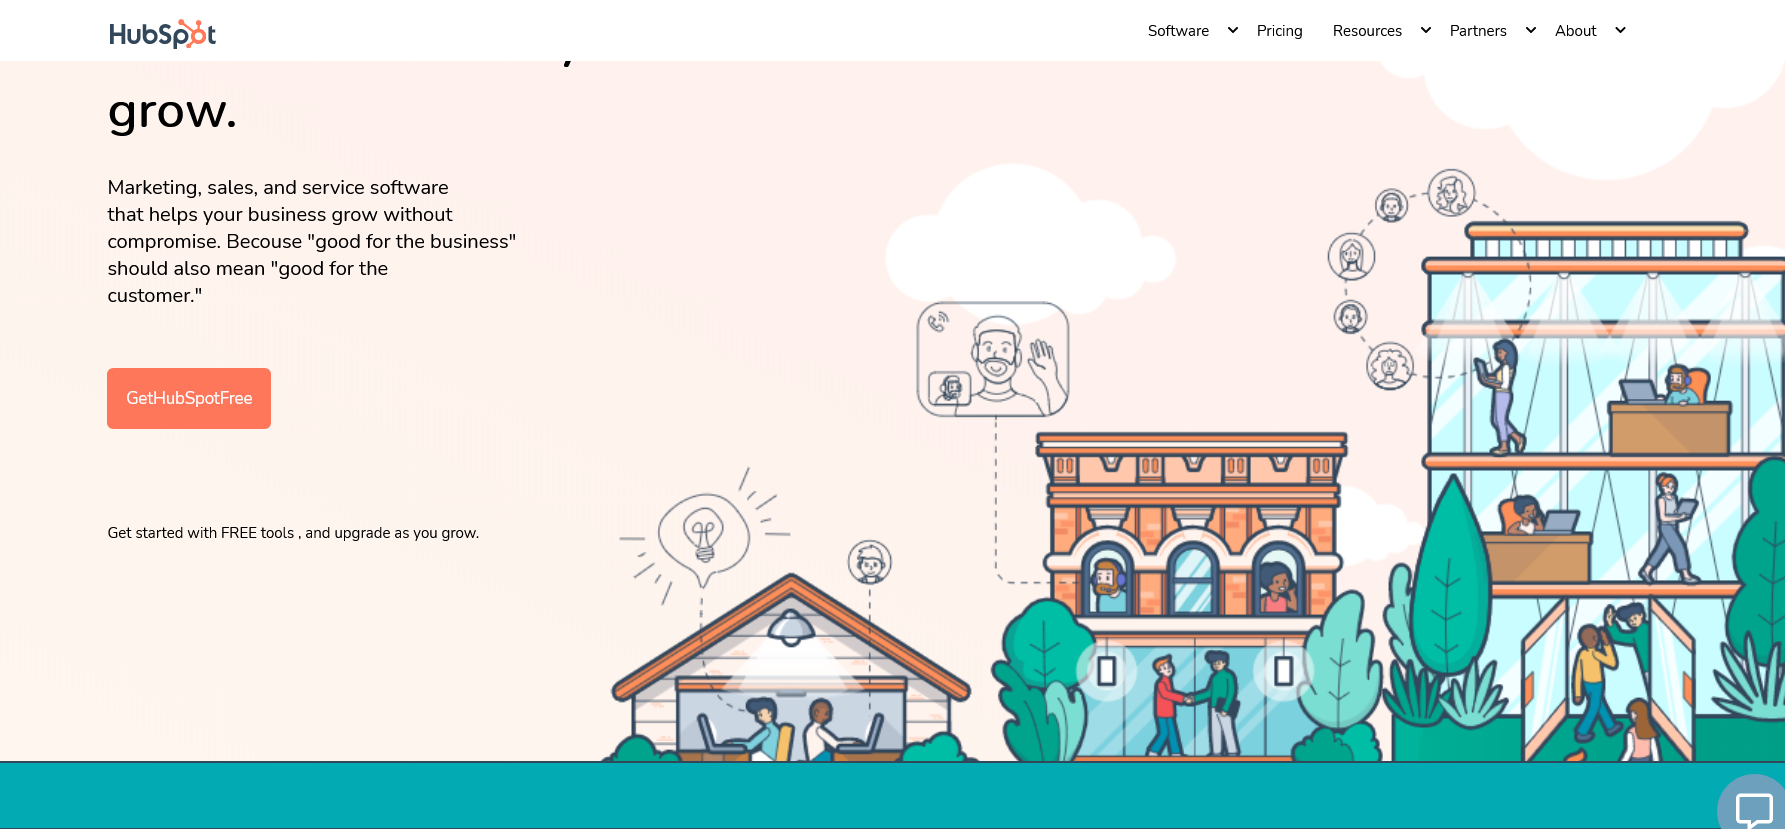 HubSpot
Software Pricing Resources Partners About
grow.
Marketing, sales, and service software
that helps your business grow without
compromise. Becouse "good for the business"
should also mean "good for the
customer."
GetHubSpotFree
Get started with FREE tools , and upgrade as you grow.